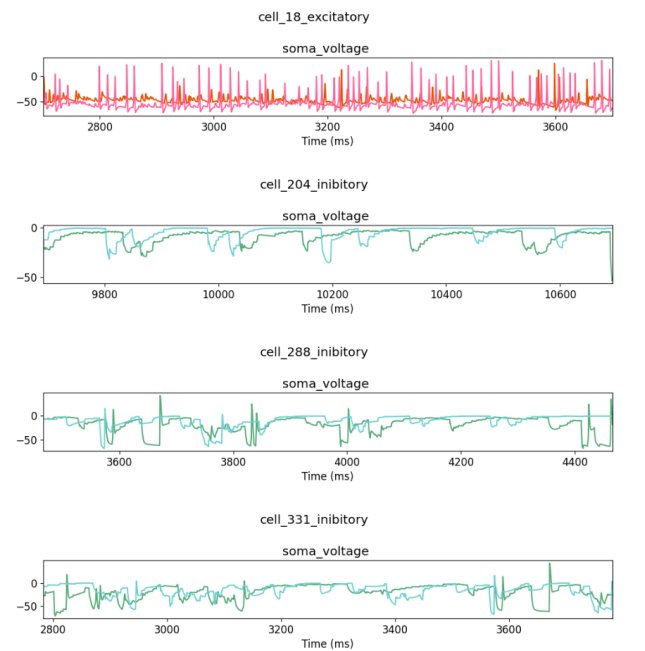 cell_18_excitatory
soma_voltage
0
−50
2800 3000 3200 3400 3600
Time (ms)
cell_204_inibitory
soma_voltage
0
−50
9800 10000 10200 10400 10600
Time (ms)
cell_288_inibitory
soma_voltage
0
−50
3600 3800 4000 4200 4400
Time (ms)
cell_331_inibitory
soma_voltage
0
−50
2800 3000 3200 3400 3600
Time (ms)